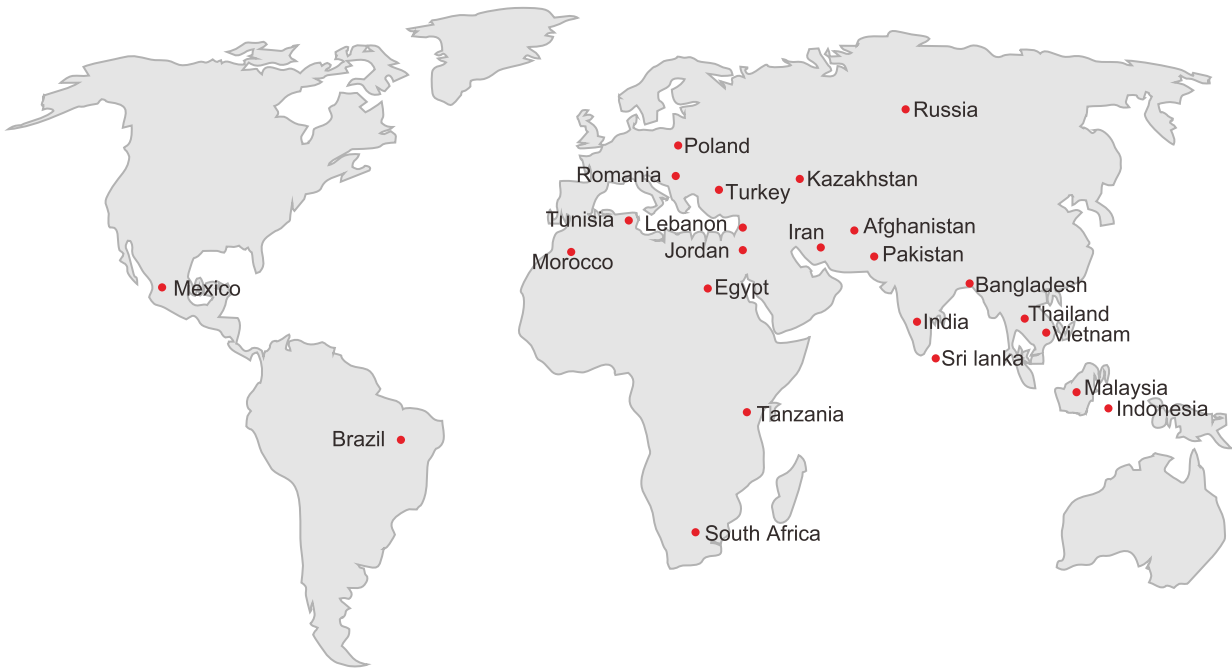 Russia
Poland
Romania
Kazakhstan
Turkey
Tunisia
Lebanon
Afghanistan
Iran
Jordan
Pakistan
Morocco
Mexico
Egypt
Bangladesh
Thailand
India
Vietnam
Sri lanka
Malaysia
Indonesia
Tanzania
Brazil
South Africa